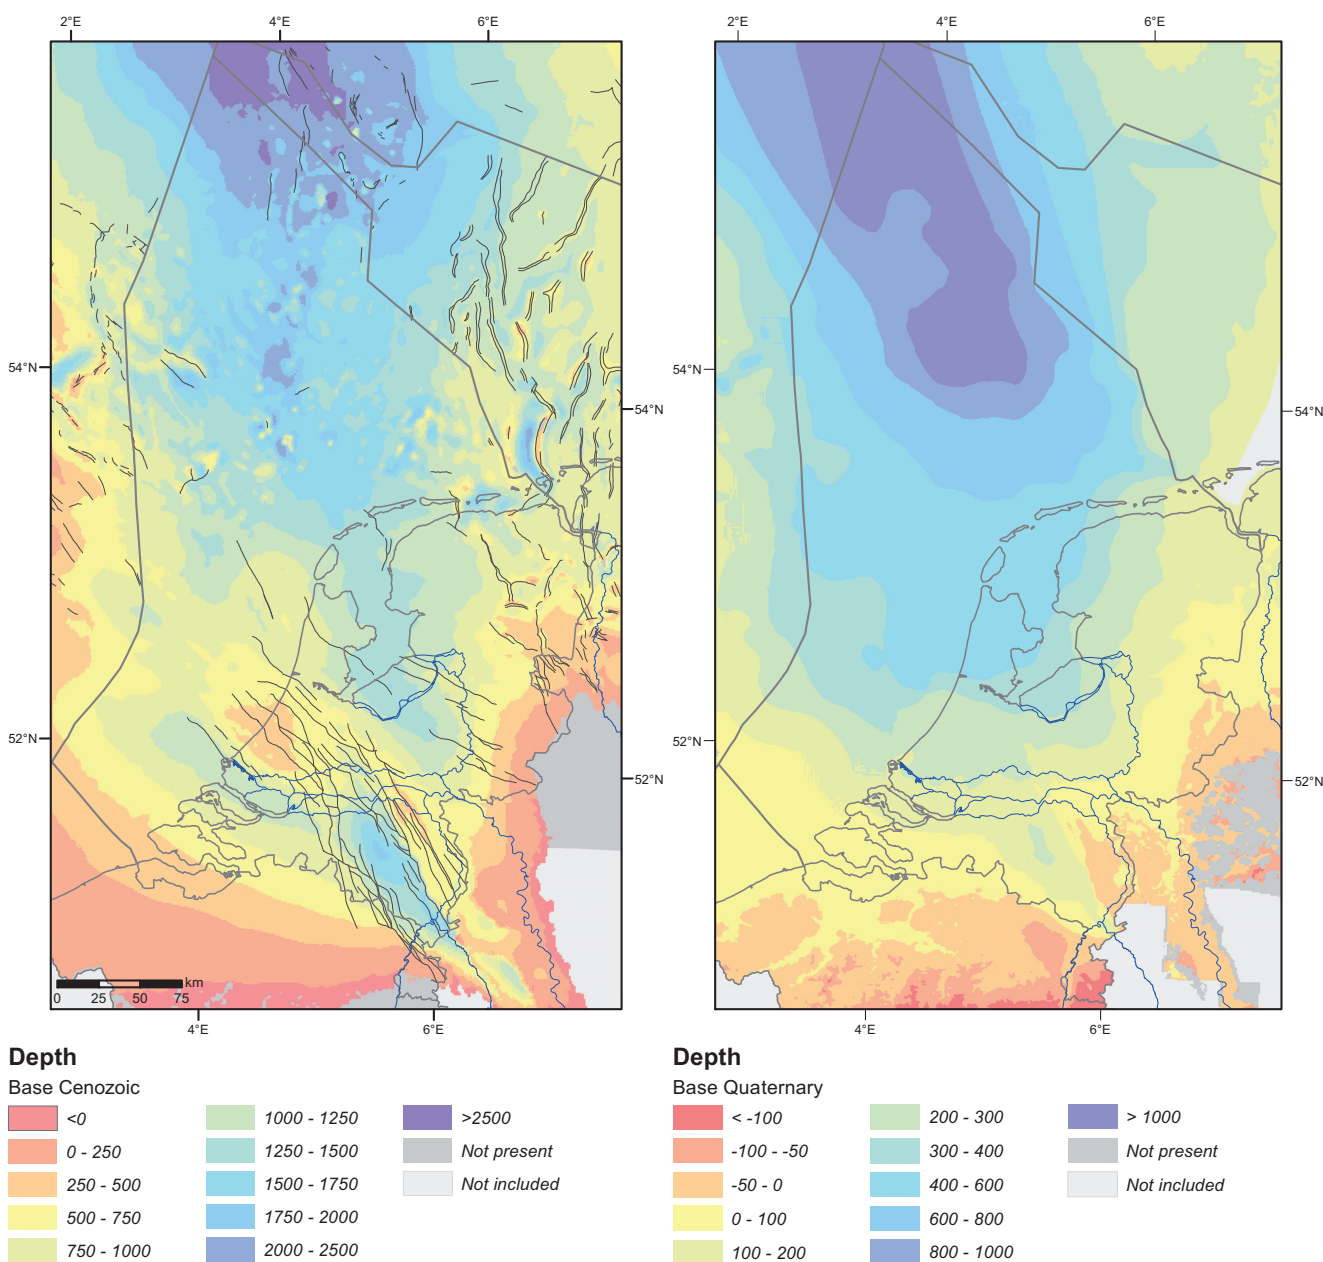 2°E 4°E 6°E 2°E 4°E 6°E
54°N 54°N
54°N 54°N
52°N 52°N
52°N 52°N
km
0 25 50 75
4°E 6°E 4°E 6°E
Depth
Base Cenozoic
<0
0 - 250
250 - 500
500 - 750
750 - 1000
1000 - 1250
1250 - 1500
1500 - 1750
1750 - 2000
2000 - 2500
>2500
Not present
Not included
Depth
Base Quaternary
< -100
-100 - -50
-50 - 0
0 - 100
100 - 200
200 - 300
300 - 400
400 - 600
600 - 800
800 - 1000
> 1000
Not present
Not included